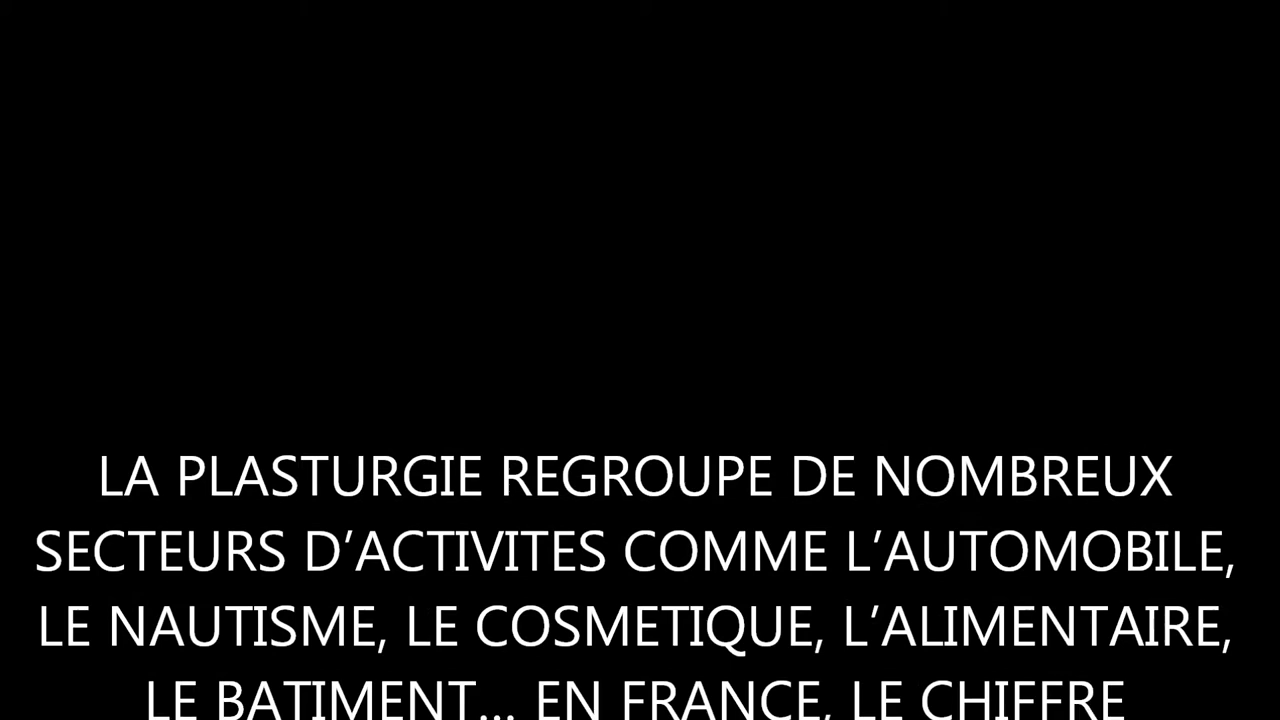 LA PLASTURGIE REGROUPE DE NOMBREUX
SECTEURS D’ACTIVITES COMME L’AUTOMOBILE,
LE NAUTISME, LE COSMETIQUE, L’ALIMENTAIRE,
LE BATIMENT... EN FRANCE, LE CHIFFRE